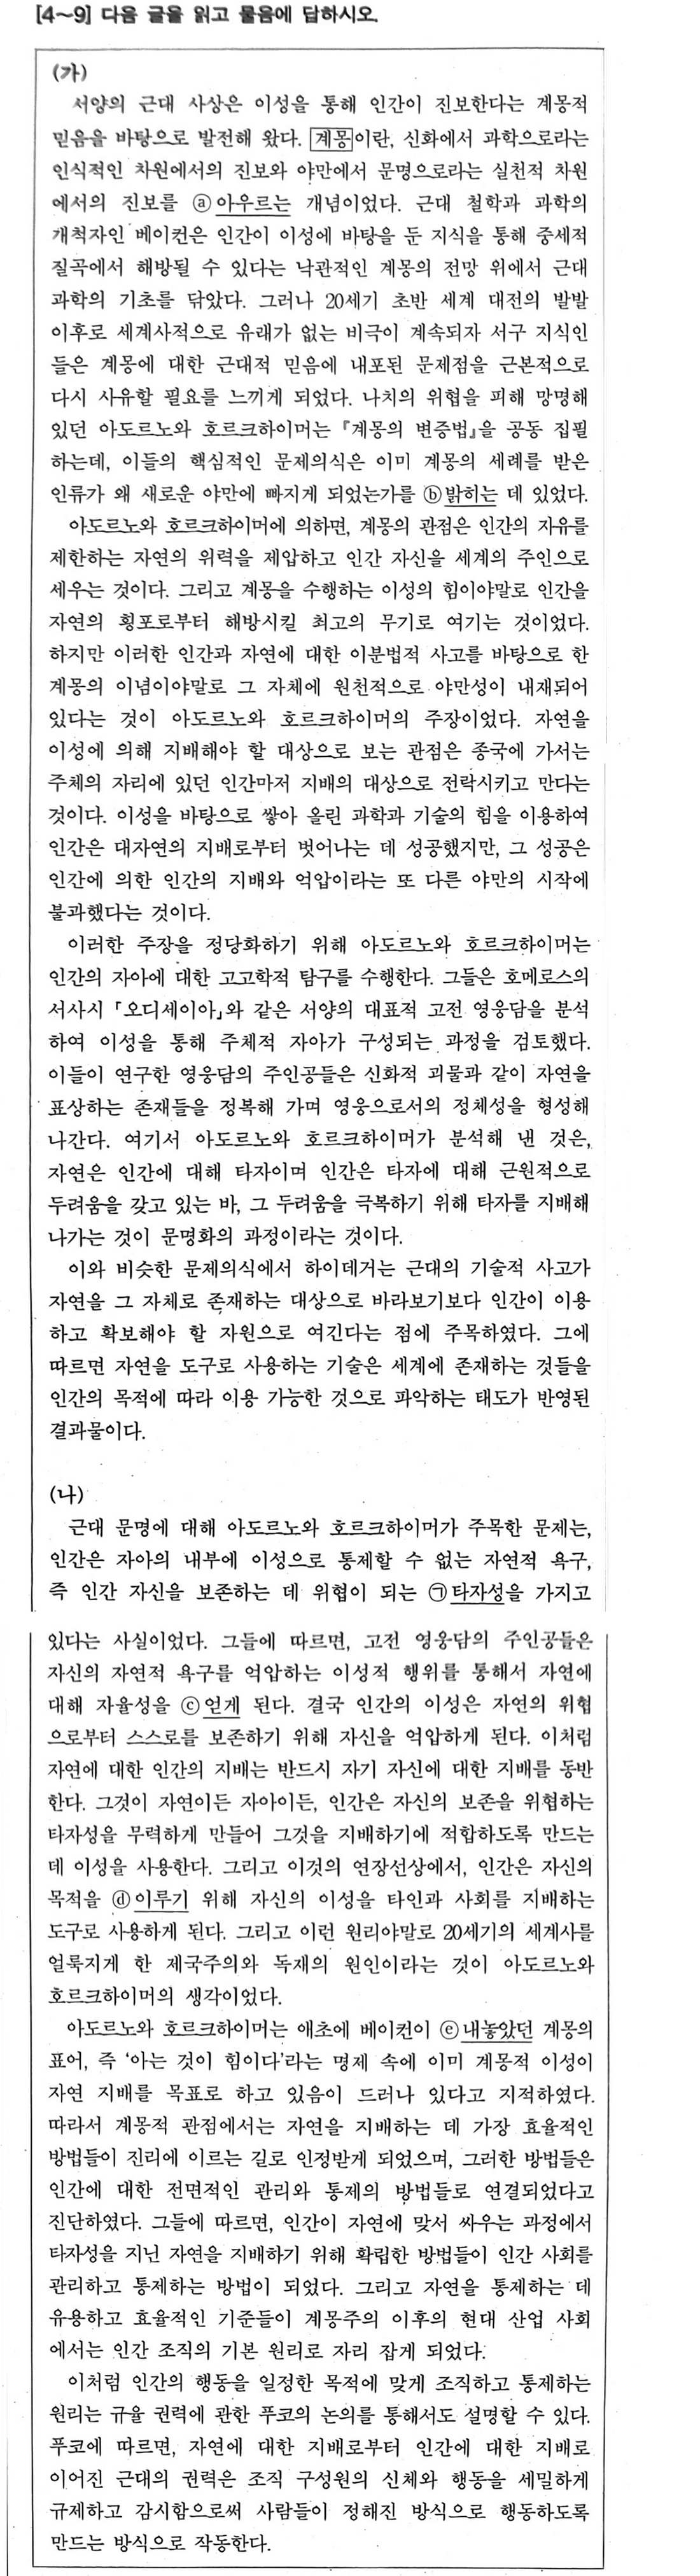 [4~9] 다음 글을 읽고 물음에 답하시오.
(가)
서양의 근대 사상은 이성을 통해 인간이 진보한다는 계몽적
믿음을 바탕으로 발전해 왔다. 계몽이란, 신화에서 과학으로라는
인식적인 차원에서의 진보와 야만에서 문명으로라는 실천적 차원
에서의 진보를 ⓐ아우르는 개념이었다. 근대 철학과 과학의
개척자인 베이컨은 인간이 이성에 바탕을 둔 지식을 통해 중세적
질곡에서 해방될 수 있다는 낙관적인 계몽의 전망 위에서 근대
과학의 기초를 닦았다. 그러나 20세기 초반 세계 대전의 발발
이후로 세계사적으로 유래가 없는 비극이 계속되자 서구 지식인
들은 계몽에 대한 근대적 믿음에 내포된 문제점을 근본적으로
다시 사유할 필요를 느끼게 되었다. 나치의 위협을 피해 망명해
있던 아도르노와 호르크하이머는 『계몽의 변증법』을 공동 집필
하는데, 이들의 핵심적인 문제의식은 이미 계몽의 세례를 받은
인류가 왜 새로운 야만에 빠지게 되었는가를 ⓑ밝히는 데 있었다.
아도르노와 호르크하이머에 의하면, 계몽의 관점은 인간의 자유를
제한하는 자연의 위력을 제압하고 인간 자신을 세계의 주인으로
세우는 것이다. 그리고 계몽을 수행하는 이성의 힘이야말로 인간을
자연의 횡포로부터 해방시킬 최고의 무기로 여기는 것이었다.
하지만 이러한 인간과 자연에 대한 이분법적 사고를 바탕으로 한
계몽의 이념이야말로 그 자체에 원천적으로 야만성이 내재되어
있다는 것이 아도르노와 호르크하이머의 주장이었다. 자연을
이성에 의해 지배해야 할 대상으로 보는 관점은 종국에 가서는
주체의 자리에 있던 인간마저 지배의 대상으로 전락시키고 만다는
것이다. 이성을 바탕으로 쌓아 올린 과학과 기술의 힘을 이용하여
인간은 대자연의 지배로부터 벗어나는 데 성공했지만, 그 성공은
인간에 의한 인간의 지배와 억압이라는 또 다른 야만의 시작에
불과했다는 것이다.
이러한 주장을 정당화하기 위해 아도르노와 호르크하이머는
인간의 자아에 대한 고고학적 탐구를 수행한다. 그들은 호메로스의
서사시 「오디세이아」와 같은 서양의 대표적 고전 영웅담을 분석
하여 이성을 통해 주체적 자아가 구성되는 과정을 검토했다.
이들이 연구한 영웅담의 주인공들은 신화적 괴물과 같이 자연을
표상하는 존재들을 정복해 가며 영웅으로서의 정체성을 형성해
나간다. 여기서 아도르노와 호르크하이머가 분석해 낸 것은,
자연은 인간에 대해 타자이며 인간은 타자에 대해 근원적으로
두려움을 갖고 있는 바, 그 두려움을 극복하기 위해 타자를 지배해
나가는 것이 문명화의 과정이라는 것이다.
이와 비슷한 문제의식에서 하이데거는 근대의 기술적 사고가
자연을 그 자체로 존재하는 대상으로 바라보기보다 인간이 이용
하고 확보해야 할 자원으로 여긴다는 점에 주목하였다. 그에
따르면 자연을 도구로 사용하는 기술은 세계에 존재하는 것들을
인간의 목적에 따라 이용 가능한 것으로 파악하는 태도가 반영된
결과물이다.
(나)
근대 문명에 대해 아도르노와 호르크하이머가 주목한 문제는,
인간은 자아의 내부에 이성으로 통제할 수 없는 자연적 욕구,
즉 인간 자신을 보존하는 데 위협이 되는 ㉠타자성을 가지고
있다는 사실이었다. 그들에 따르면, 고전 영웅담의 주인공들은
자신의 자연적 욕구를 억압하는 이성적 행위를 통해서 자연에
대해 자율성을 ⓒ얻게 된다. 결국 인간의 이성은 자연의 위협
으로부터 스스로를 보존하기 위해 자신을 억압하게 된다. 이처럼
자연에 대한 인간의 지배는 반드시 자기 자신에 대한 지배를 동반
한다. 그것이 자연이든 자아이든, 인간은 자신의 보존을 위협하는
타자성을 무력하게 만들어 그것을 지배하기에 적합하도록 만드는
데 이성을 사용한다. 그리고 이것의 연장선상에서, 인간은 자신의
목적을 ⓓ이루기 위해 자신의 이성을 타인과 사회를 지배하는
도구로 사용하게 된다. 그리고 이런 원리야말로 20세기의 세계사를
얼룩지게 한 제국주의와 독재의 원인이라는 것이 아도르노와
호르크하이머의 생각이었다.
아도르노와 호르크하이머는 애초에 베이컨이 ⓔ내놓았던 계몽의
표어, 즉 ‘아는 것이 힘이다’라는 명제 속에 이미 계몽적 이성이
자연 지배를 목표로 하고 있음이 드러나 있다고 지적하였다.
따라서 계몽적 관점에서는 자연을 지배하는 데 가장 효율적인
방법들이 진리에 이르는 길로 인정받게 되었으며, 그러한 방법들은
인간에 대한 전면적인 관리와 통제의 방법들로 연결되었다고
진단하였다. 그들에 따르면, 인간이 자연에 맞서 싸우는 과정에서
타자성을 지닌 자연을 지배하기 위해 확립한 방법들이 인간 사회를
관리하고 통제하는 방법이 되었다. 그리고 자연을 통제하는 데
유용하고 효율적인 기준들이 계몽주의 이후의 현대 산업 사회
에서는 인간 조직의 기본 원리로 자리 잡게 되었다.
이처럼 인간의 행동을 일정한 목적에 맞게 조직하고 통제하는
원리는 규율 권력에 관한 푸코의 논의를 통해서도 설명할 수 있다.
푸코에 따르면, 자연에 대한 지배로부터 인간에 대한 지배로
이어진 근대의 권력은 조직 구성원의 신체와 행동을 세밀하게
규제하고 감시함으로써 사람들이 정해진 방식으로 행동하도록
만드는 방식으로 작동한다.